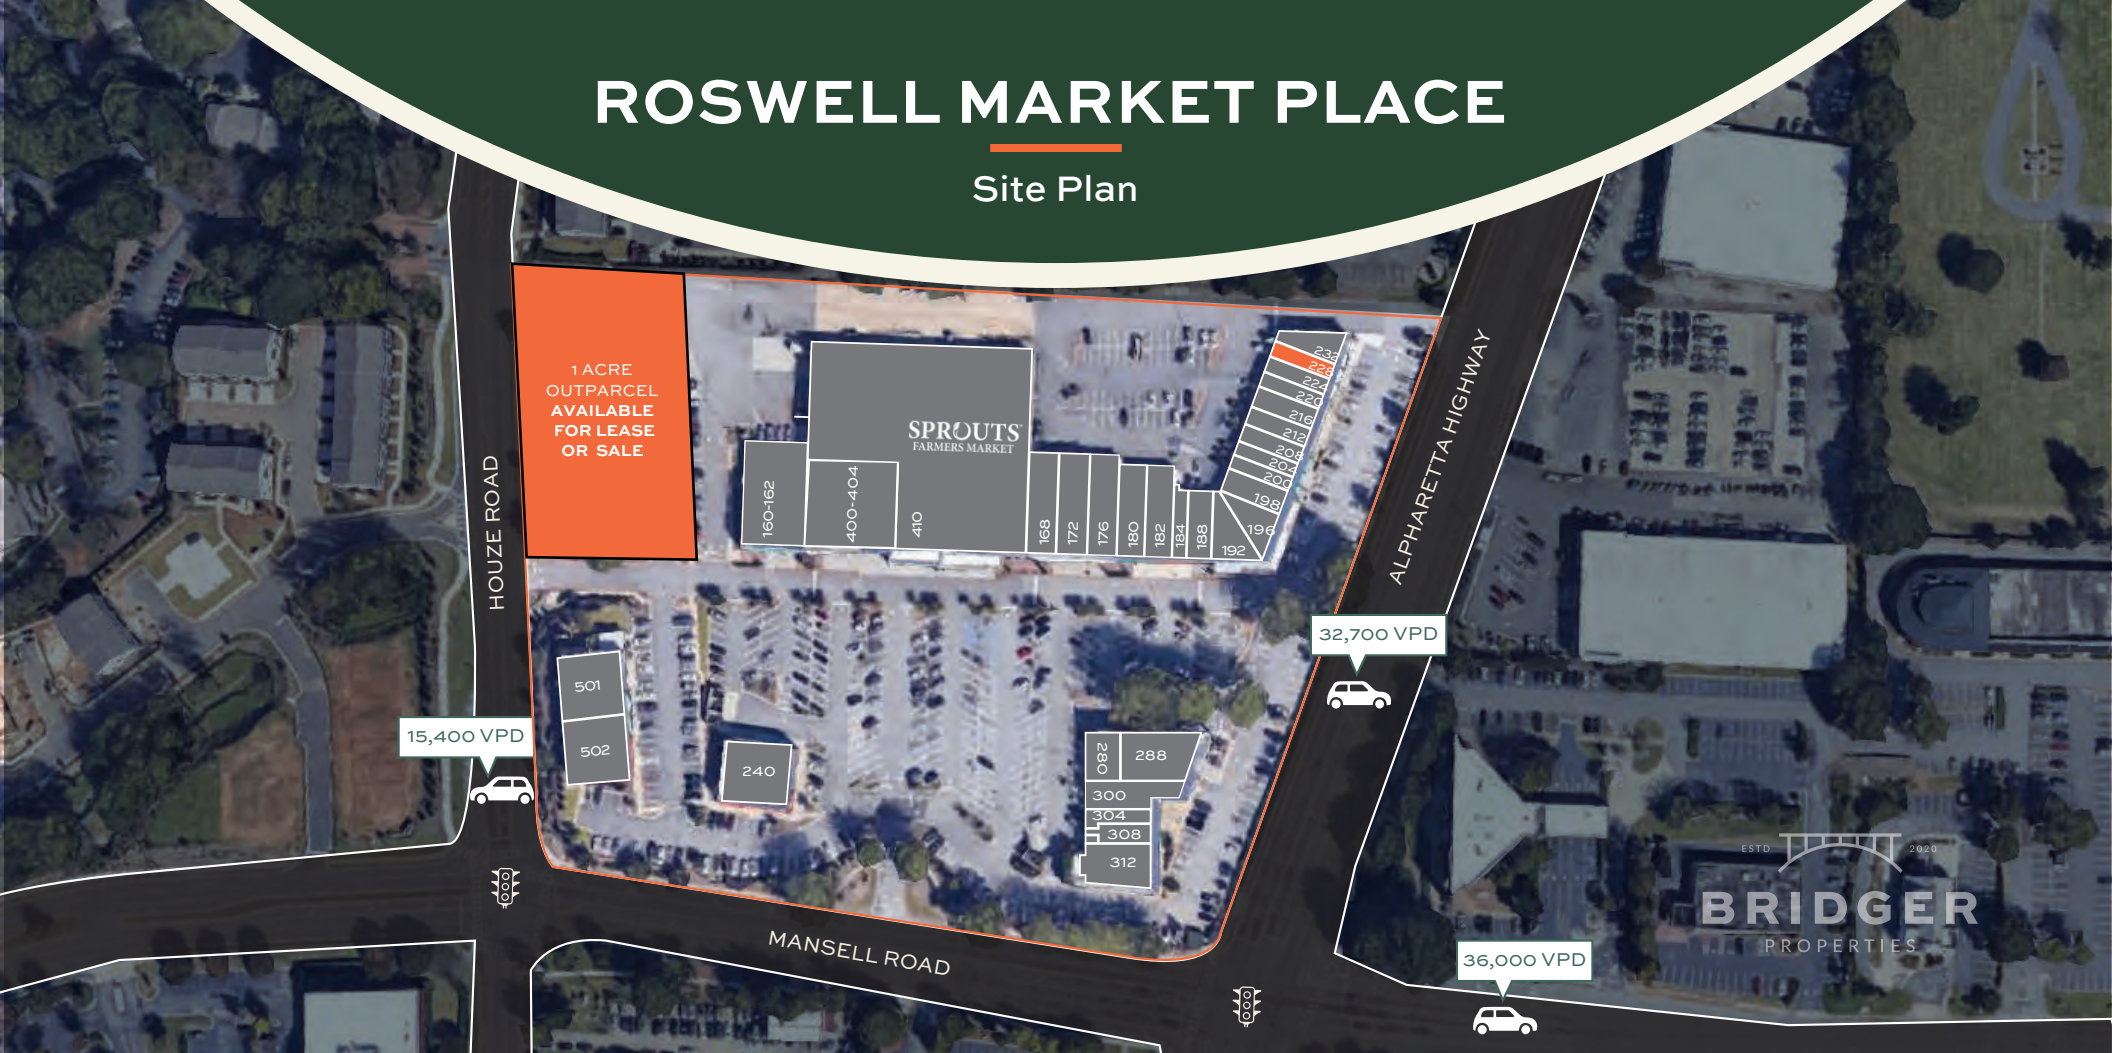 ROSWELL MARKET PLACE
Site Plan
1 ACRE
OUTPARCEL
AVAILABLE
FOR LEASE
OR SALE
SPROUTS
FARMERS MARKET
232
228
224
220
216
212
208
204
200
198
196
192
160-162
400-404
410
168
172
176
180
182
184
188
HOUZE ROAD
ALPHARETTA HIGHWAY
32,700 VPD
15,400 VPD
501
502
240
280
288
300
304
308
312
MANSELL ROAD
36,000 VPD
ESTD
2020
BRIDGER
PROPERTIES